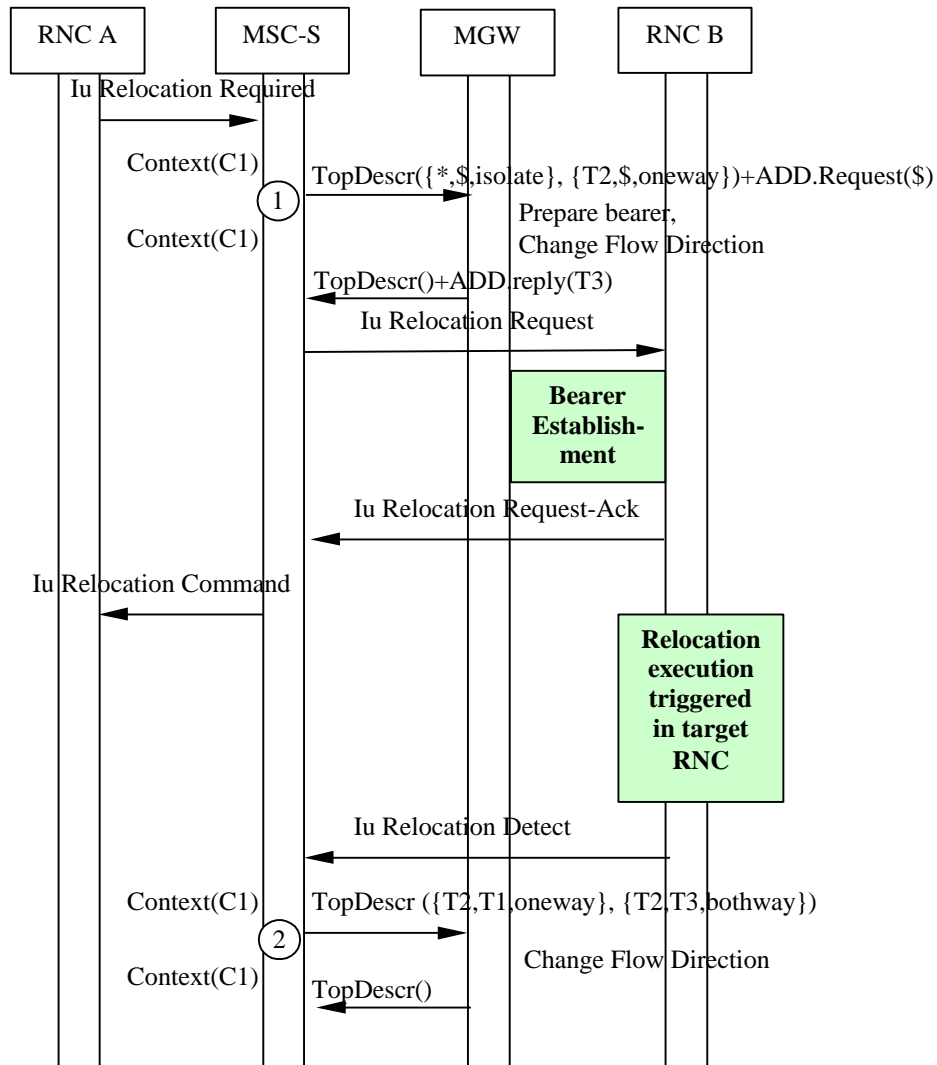 RNC A MSC-S MGW RNC B
Iu Relocation Required
Context(C1)
TopDescr({*,$,isolate}, {T2,$,oneway})+ADD.Request($)
1
Prepare bearer,
Context(C1)
Change Flow Direction
TopDescr()+ADD.reply(T3)
Iu Relocation Request
Bearer
Establish-
ment
Iu Relocation Request-Ack
Iu Relocation Command
Relocation
execution
triggered
in target
RNC
Iu Relocation Detect
Context(C1) TopDescr ({T2,T1,oneway}, {T2,T3,bothway})
2
Change Flow Direction
Context(C1)
TopDescr()